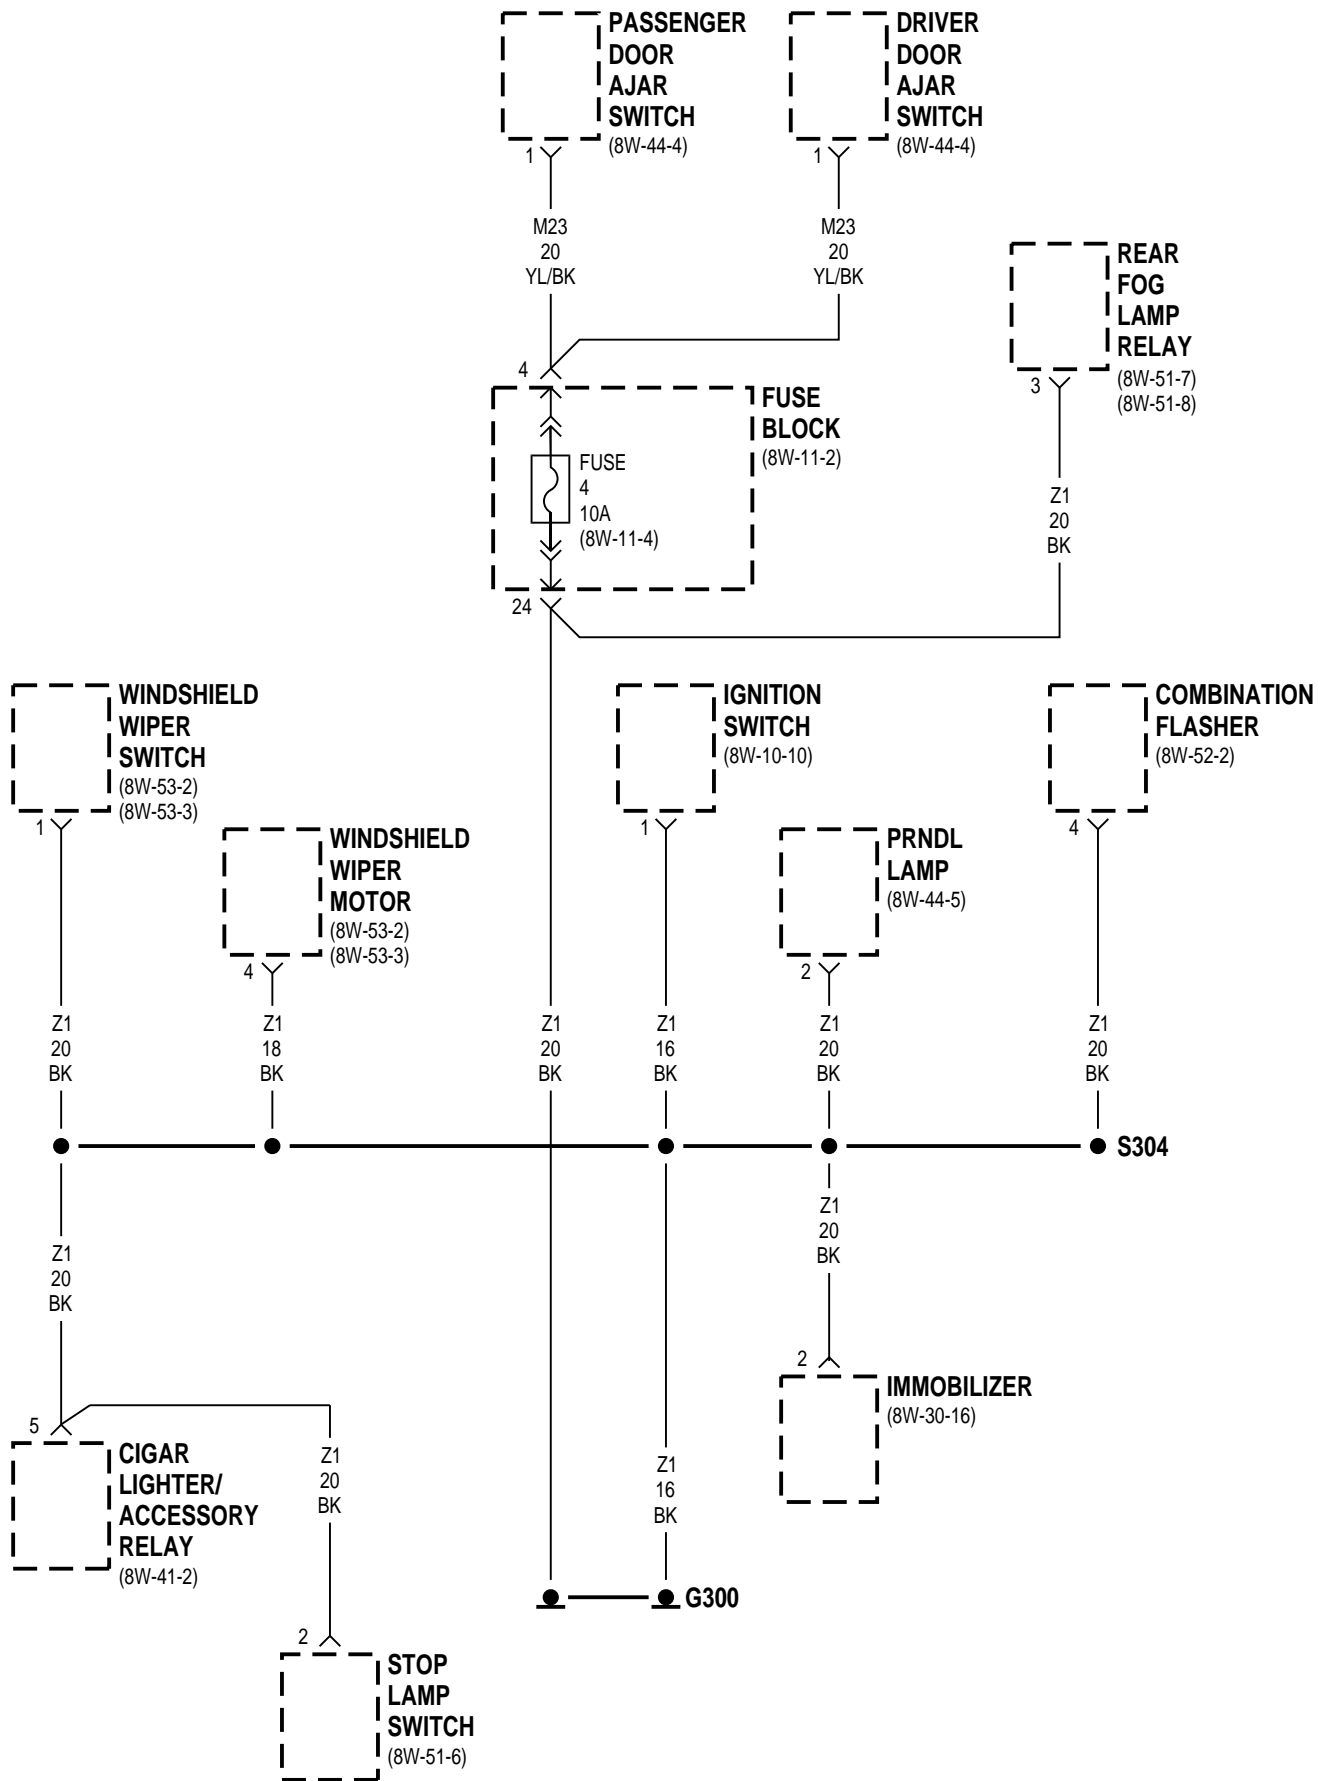 PASSENGER
DOOR
AJAR
SWITCH
(8W-44-4)
1
M23
20
YL/BK
DRIVER
DOOR
AJAR
SWITCH
(8W-44-4)
1
M23
20
YL/BK
REAR
FOG
LAMP
RELAY
(8W-51-7)
(8W-51-8)
3
Z1
20
BK
4
FUSE
BLOCK
(8W-11-2)
FUSE
4
10A
(8W-11-4)
24
WINDSHIELD
WIPER
SWITCH
(8W-53-2)
(8W-53-3)
1
WINDSHIELD
WIPER
MOTOR
(8W-53-2)
(8W-53-3)
4
IGNITION
SWITCH
(8W-10-10)
1
PRNDL
LAMP
(8W-44-5)
2
COMBINATION
FLASHER
(8W-52-2)
4
Z1
20
BK
Z1
18
BK
Z1
20
BK
Z1
16
BK
Z1
20
BK
Z1
20
BK
S304
Z1
20
BK
Z1
20
BK
2
IMMOBILIZER
(8W-30-16)
5
CIGAR
LIGHTER/
ACCESSORY
RELAY
(8W-41-2)
Z1
20
BK
Z1
16
BK
G300
2
STOP
LAMP
SWITCH
(8W-51-6)